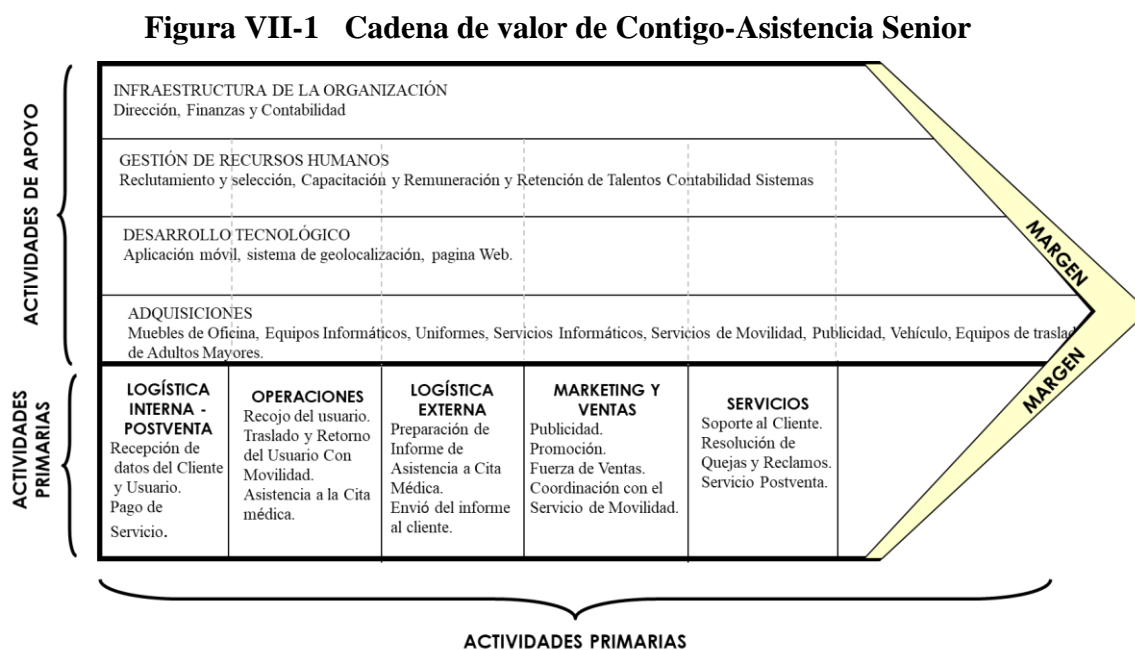 Figura VII-1 Cadena de valor de Contigo-Asistencia Senior
ACTIVIDADES DE APOYO
INFRAESTRUCTURA DE LA ORGANIZACIÓN
Dirección, Finanzas y Contabilidad
GESTIÓN DE RECURSOS HUMANOS
Reclutamiento y selección, Capacitación y Remuneración y Retención de Talentos Contabilidad Sistemas
DESARROLLO TECNOLÓGICO
Aplicación móvil, sistema de geolocalización, pagina Web.
ADQUISICIONES
Muebles de Oficina, Equipos Informáticos, Uniformes, Servicios Informáticos, Servicios de Movilidad, Publicidad, Vehículo, Equipos de traslad
de Adultos Mayores.
MARGEN
MARGEN
ACTIVIDADES
PRIMARIAS
LOGÍSTICA
INTERNA -
POSTVENTA
Recepción de
datos del Cliente
y Usuario.
Pago de
Servicio.
OPERACIONES
Recojo del usuario.
Traslado y Retorno
del Usuario Con
Movilidad.
Asistencia a la Cita
médica.
LOGÍSTICA
EXTERNA
Preparación de
Informe de
Asistencia a Cita
Médica.
Envió del informe
al cliente.
MARKETING Y
VENTAS
Publicidad.
Promoción.
Fuerza de Ventas.
Coordinación con el
Servicio de Movilidad.
SERVICIOS
Soporte al Cliente.
Resolución de
Quejas y Reclamos.
Servicio Postventa.
ACTIVIDADES PRIMARIAS